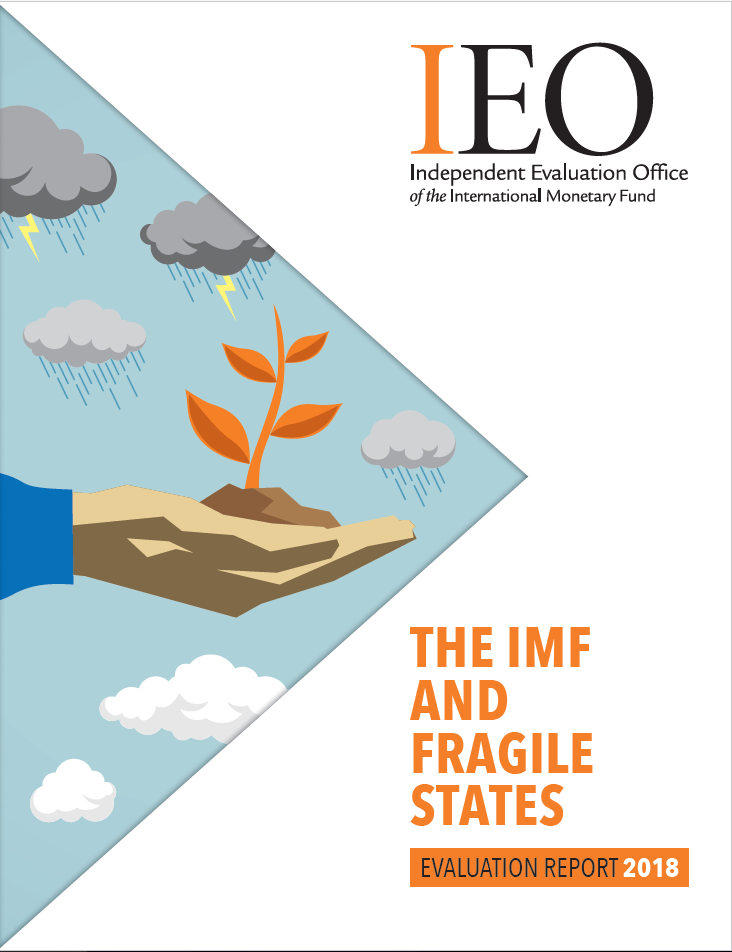 IEO
Independent Evaluation Office
of the International Monetary Fund
THE IMF
AND
FRAGILE
STATES
EVALUATION REPORT 2018